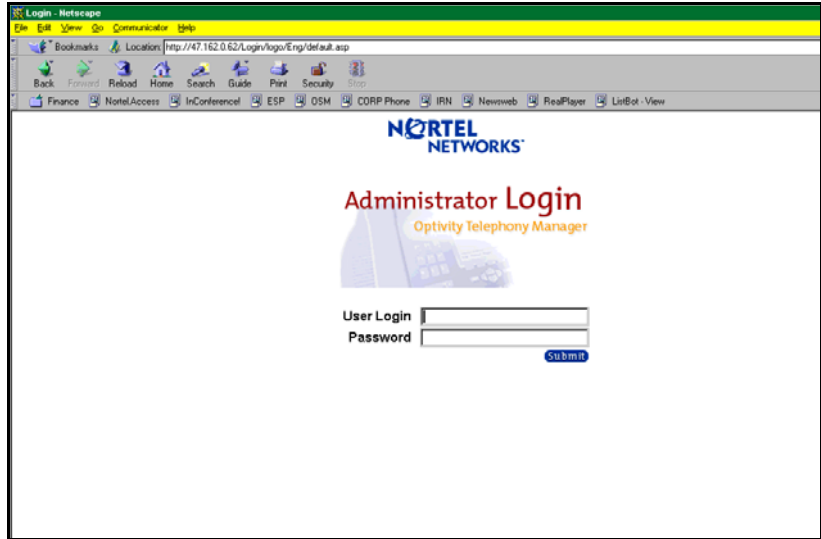 Login - Netscape
File Edit View Go Communicator Help
Bookmarks Location: http://47.162.0.62/Login/logo/Eng/default.asp
Back Forward Reload Home Search Guide Print Security Stop
Finance Nortel.Access InConference! ESP OSM CORP Phone IRN Newsweb RealPlayer ListBot - View
NORTEL
NETWORKS
Administrator Login
Optivity Telephony Manager
User Login
Password
Submit